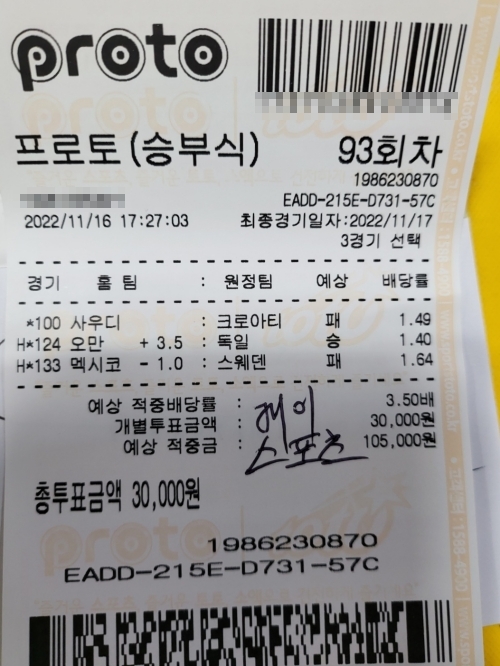 proto
프로토(승부식) 93회차
1986230870
EADD-215E-D731-57C
2022/11/16 17:27:03 최종경기일자:2022/11/17
3경기 선택
경기 홈 팀 : 원정팀 예상 배당률
*100 사우디 : 크로아티 패 1.49
H*124 오만 + 3.5 : 독일 승 1.40
H*133 멕시코 - 1.0 : 스웨덴 패 1.64
예상 적중배당률 : 3.50배
개별투표금액 : 30,000원
예상 적중금 : 105,000원
해외
스포츠
총투표금액 30,000원
1986230870
EADD-215E-D731-57C